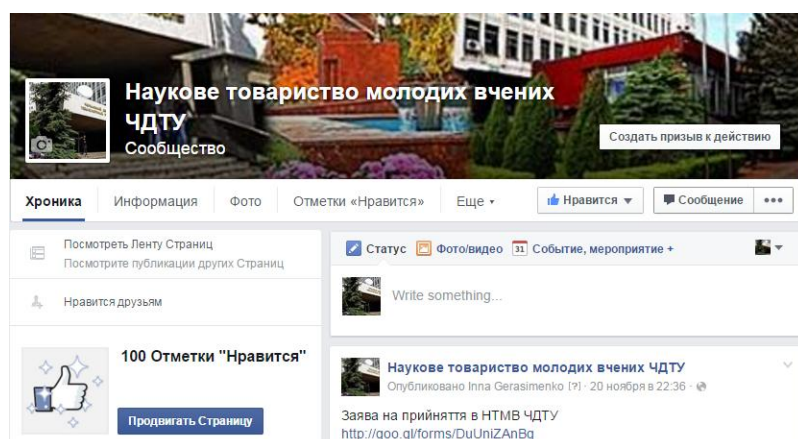 Наукове товариство молодих вчених
ЧДТУ
Сообщество
Создать призыв к действию
Хроника Информация Фото Отметки «Нравится» Еще Нравится Сообщение
Посмотреть Ленту Страниц
Посмотрите публикации других Страниц
Нравится друзьям
100 Отметки "Нравится"
Продвигать Страницу
Статус Фото/видео 31 Событие, мероприятие +
Write something...
Наукове товариство молодих вчених ЧДТУ
Опубликовано Inna Gerasimenko [?] · 20 ноября в 22:36 ·
Заява на прийняття в НТМВ ЧДТУ
http://goo.gl/forms/DuUniZAnBg